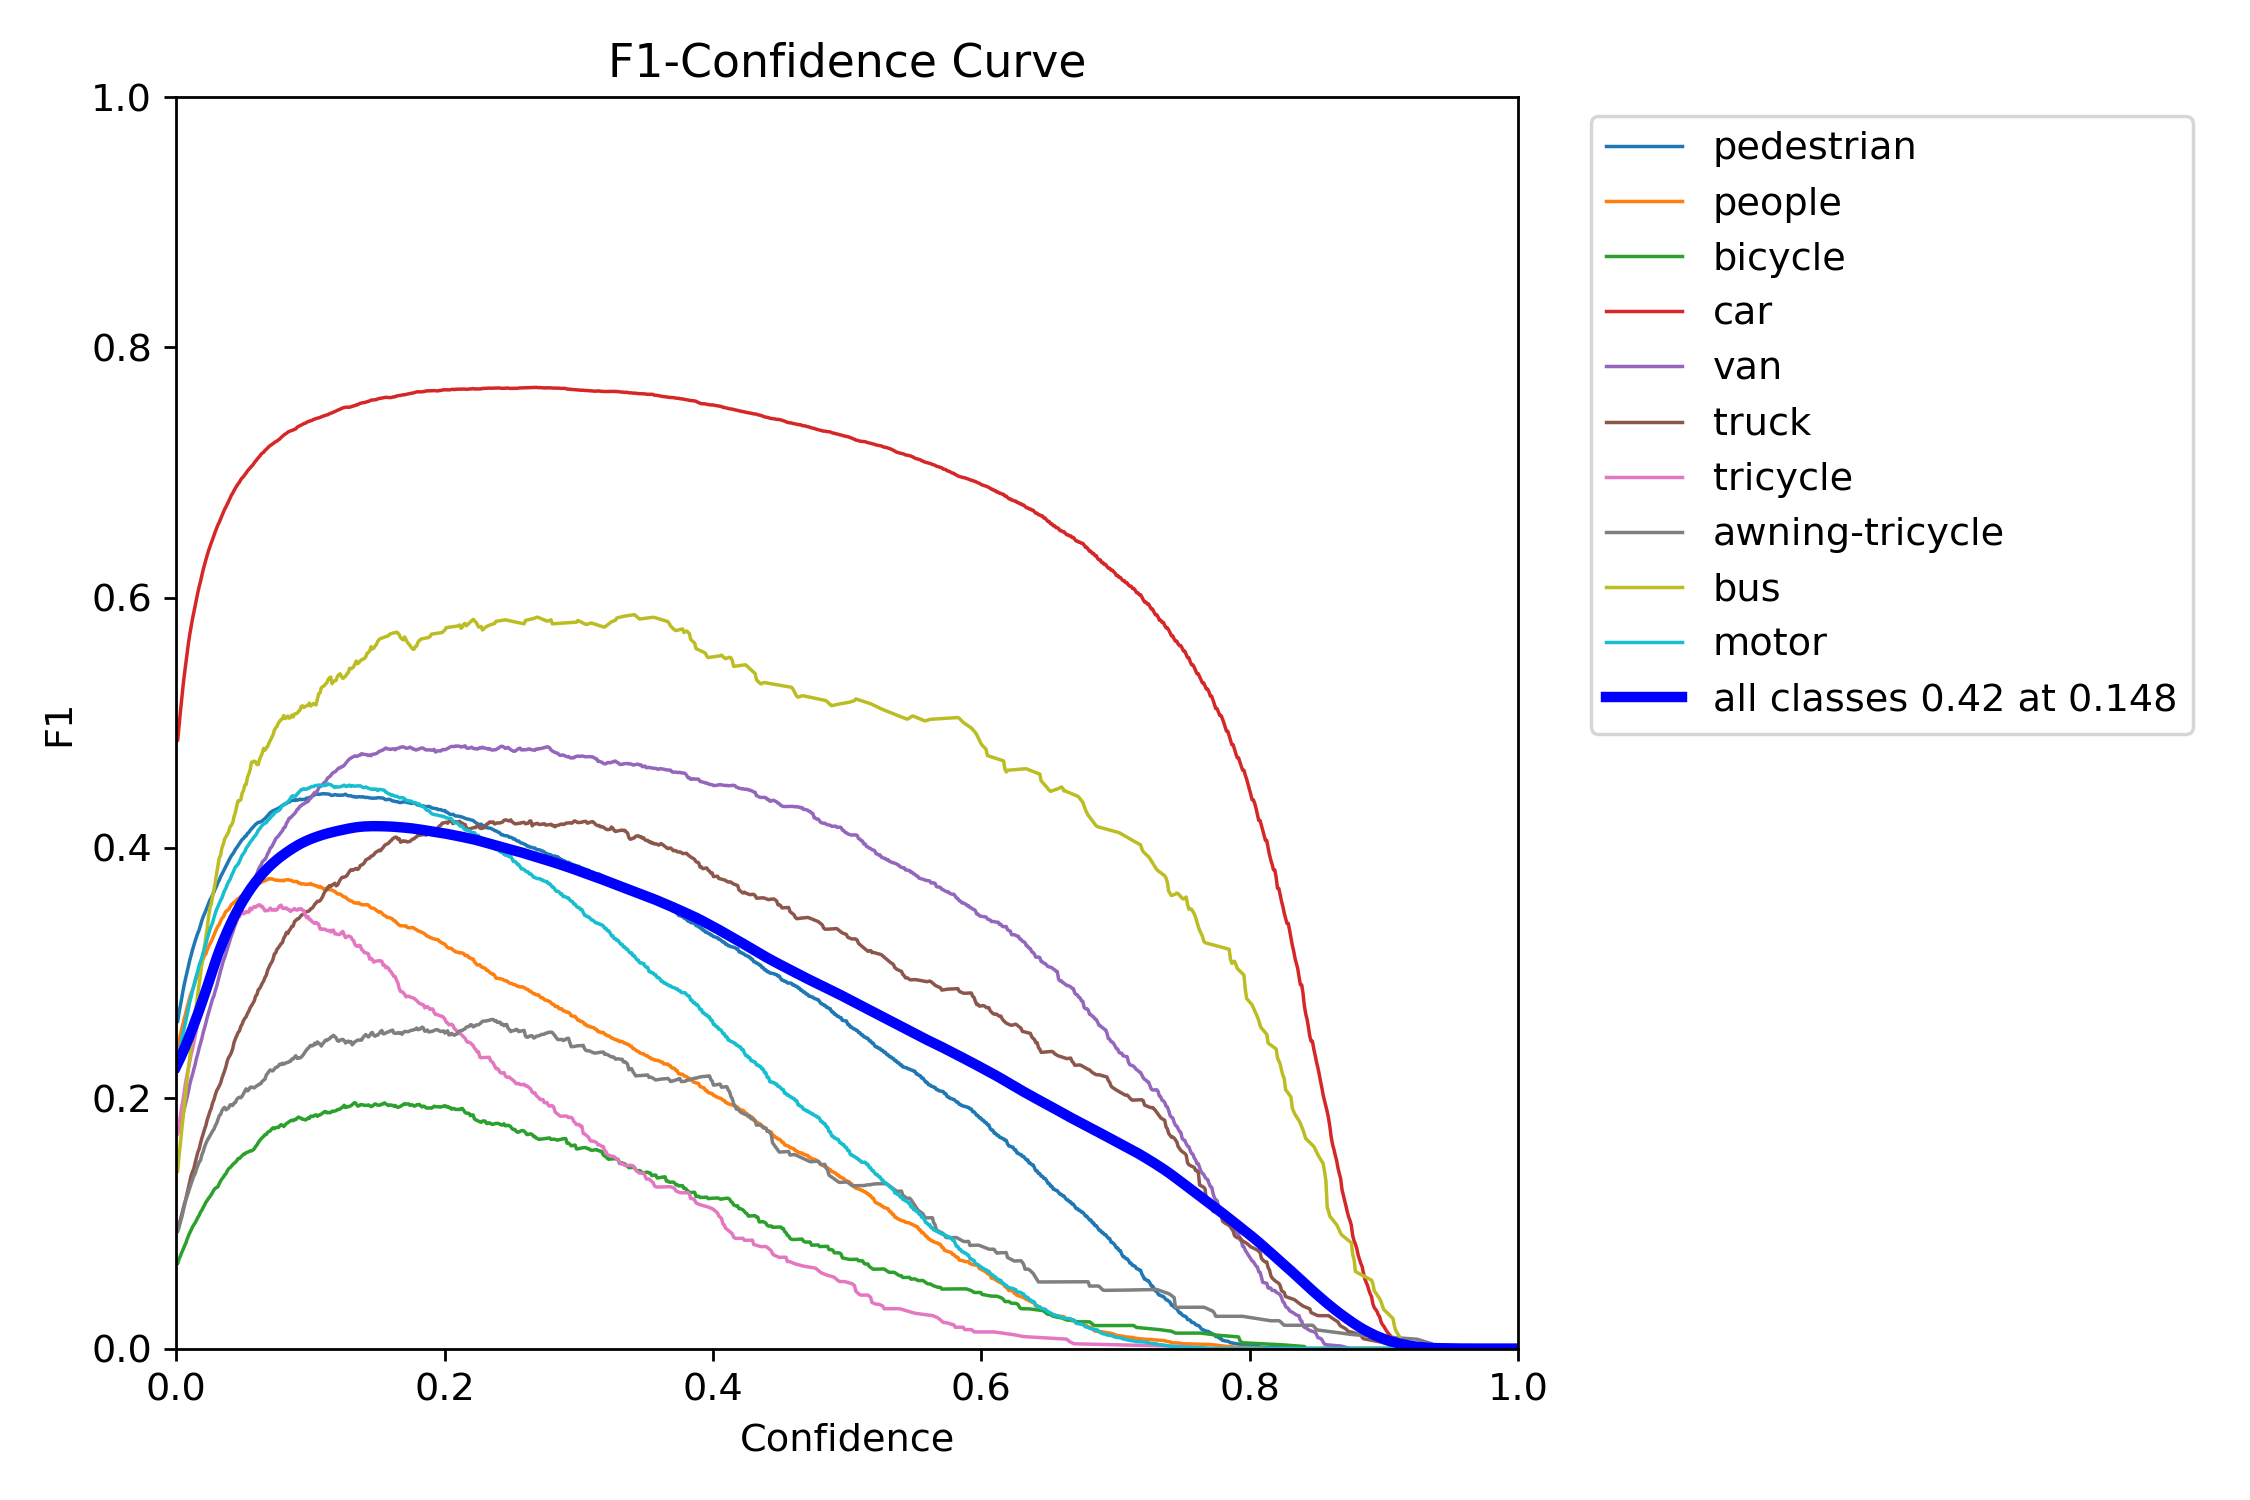 F1-Confidence Curve
1.0
0.8
0.6
0.4
0.2
0.0
F1
0.0 0.2 0.4 0.6 0.8 1.0
Confidence
pedestrian
people
bicycle
car
van
truck
tricycle
awning-tricycle
bus
motor
all classes 0.42 at 0.148